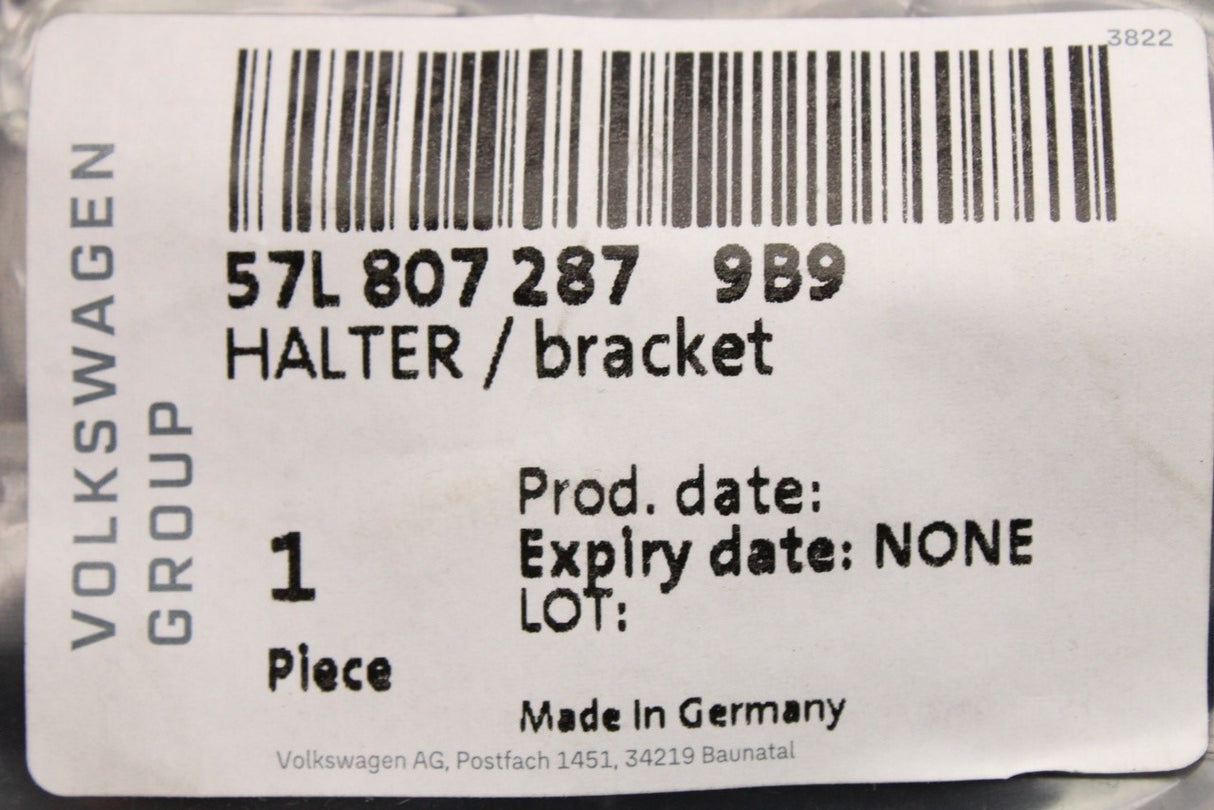 3822
VOLKSWAGEN
GROUP
57L 807 287 9B9
HALTER / bracket
Prod. date:
Expiry date: NONE
LOT:
1
Piece
Made In Germany
Volkswagen AG, Postfach 1451, 34219 Baunatal